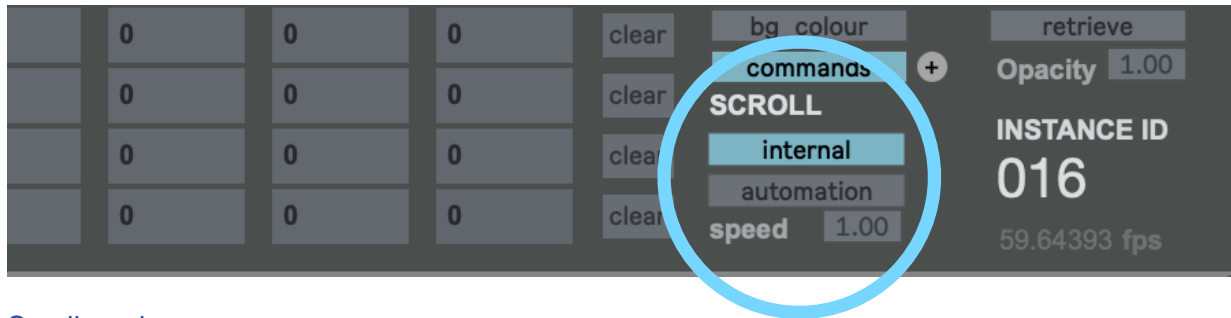 0 0 0 clear bg_colour retrieve
commands + Opacity 1.00
0 0 0 clear SCROLL
INSTANCE ID
0 0 0 clear internal
016
automation
0 0 0 clear speed 1.00
59.64393 fps